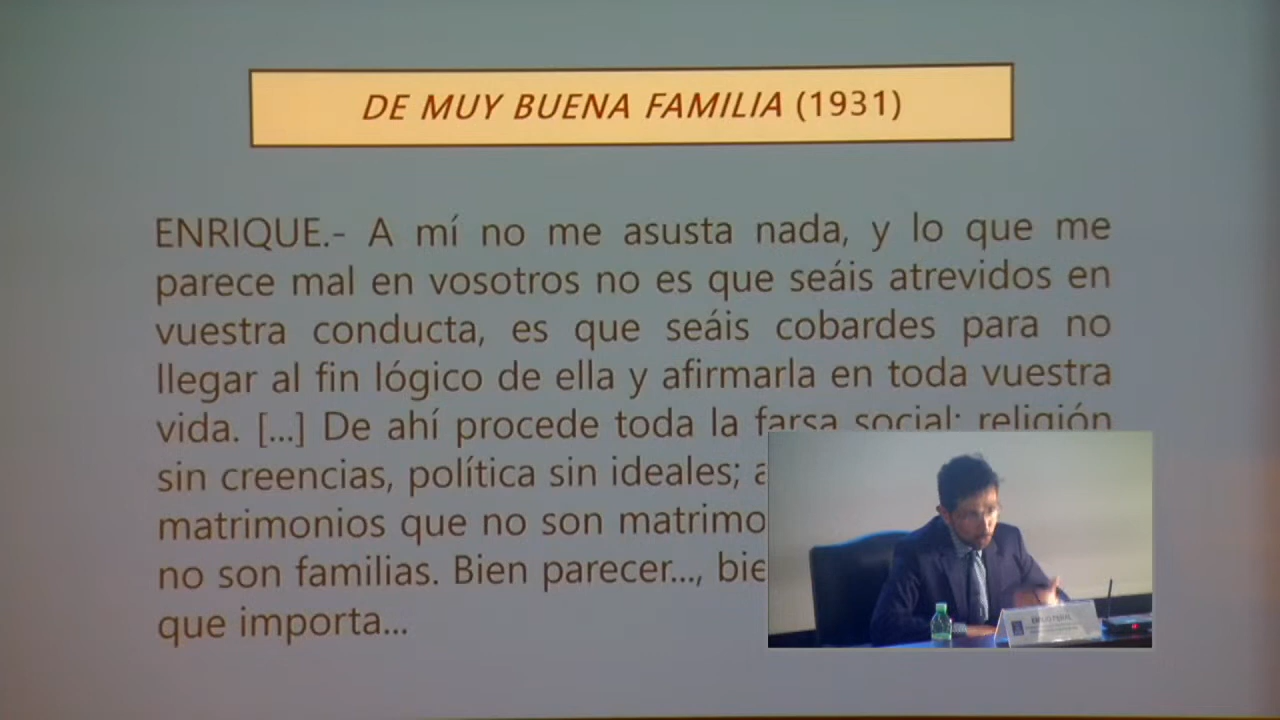 DE MUY BUENA FAMILIA (1931)
ENRIQUE.- A mí no me asusta nada, y lo que me
parece mal en vosotros no es que seáis atrevidos en
vuestra conducta, es que seáis cobardes para no
llegar al fin lógico de ella y afirmarla en toda vuestra
vida. [...] De ahí procede toda la farsa social: religión
sin creencias, política sin ideales;
matrimonios que no son
no son familias. Bien parecer...,
que importa...